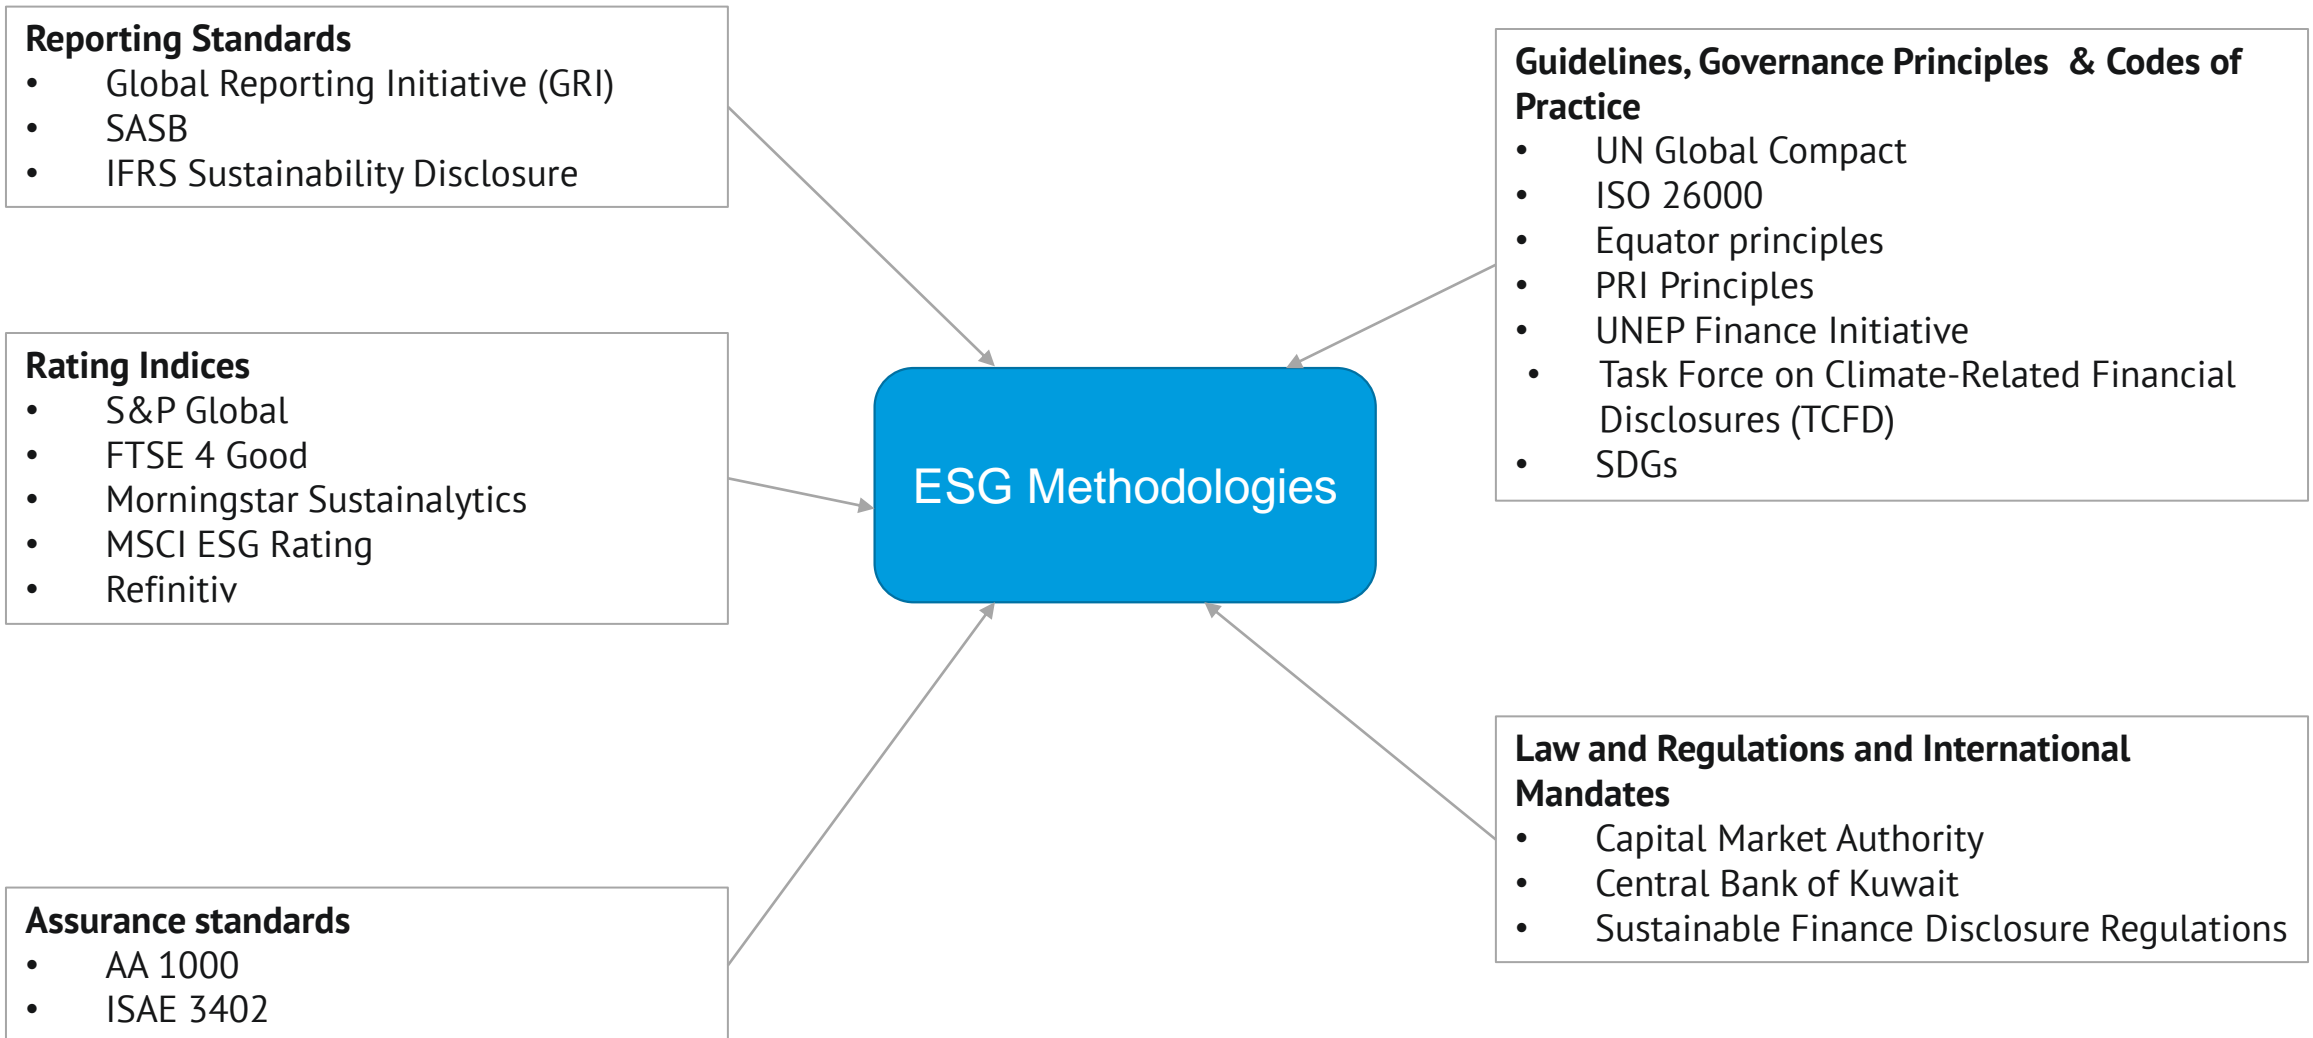 Reporting Standards
• Global Reporting Initiative (GRI)
• SASB
• IFRS Sustainability Disclosure
Rating Indices
• S&P Global
• FTSE 4 Good
• Morningstar Sustainalytics
• MSCI ESG Rating
• Refinitiv
Assurance standards
• AA 1000
• ISAE 3402
ESG Methodologies
Guidelines, Governance Principles & Codes of
Practice
• UN Global Compact
• ISO 26000
• Equator principles
• PRI Principles
• UNEP Finance Initiative
• Task Force on Climate-Related Financial
Disclosures (TCFD)
• SDGs
Law and Regulations and International
Mandates
• Capital Market Authority
• Central Bank of Kuwait
• Sustainable Finance Disclosure Regulations